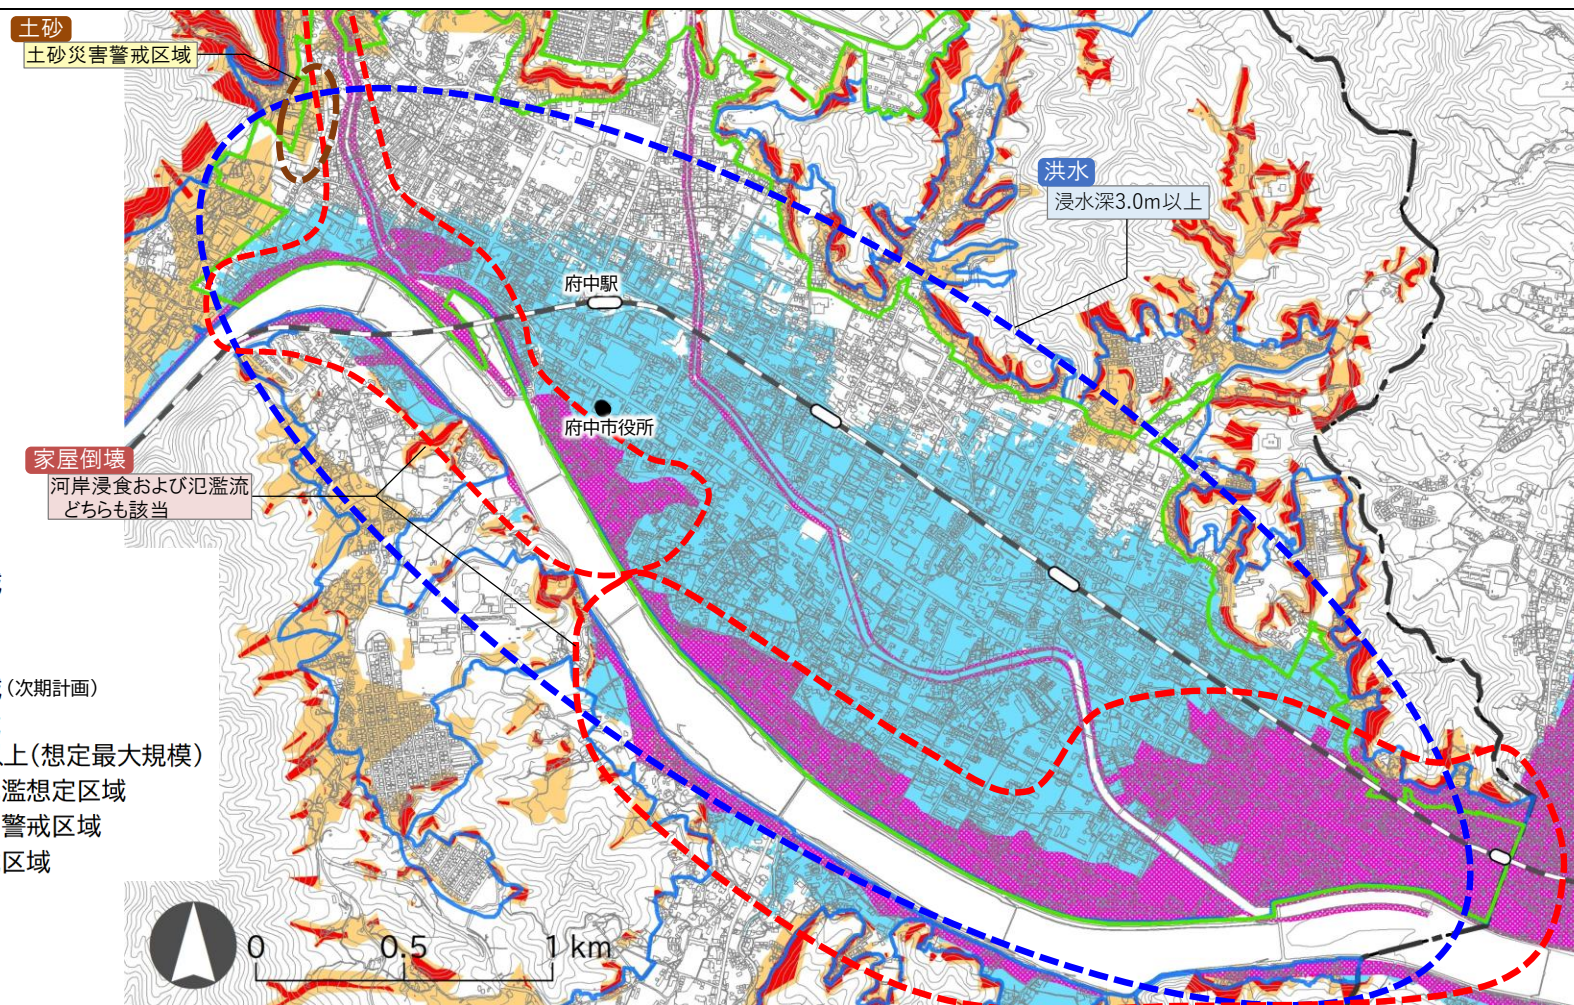 土砂
土砂災害警戒区域
洪水
浸水深3.0m以上
府中駅
府中市役所
家屋倒壊
河岸浸食および氾濫流
どちらも該当
(次期計画)
上(想定最大規模)
濫想定区域
警戒区域
区域
0 0.5 1 km